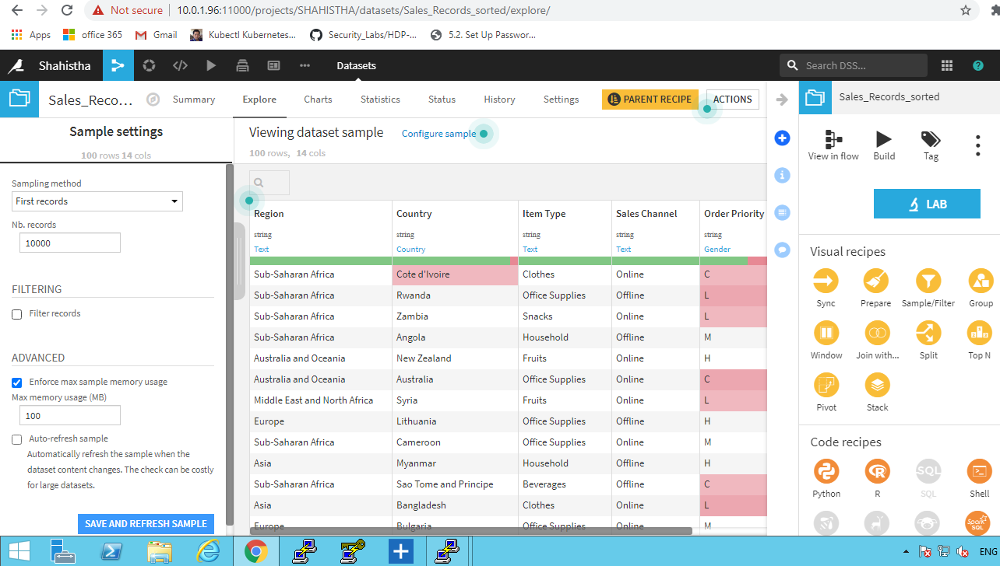 Not secure | 10.0.1.96:11000/projects/SHAHISTHA/datasets/Sales_Records_sorted/explore/
Apps office 365 Gmail Kubectl Kubernetes... Security_Labs/HDP-... 5.2. Set Up Passwor...
Shahistha </> ••• Datasets Search DSS... ?
Sales_Reco... Summary Explore Charts Statistics Status History Settings PARENT RECIPE ACTIONS
Sales_Records_sorted
Sample settings
100 rows 14 cols
Sampling method
First records
Nb. records
10000
FILTERING
Filter records
ADVANCED
Enforce max sample memory usage
Max memory usage (MB)
100
Auto-refresh sample
Automatically refresh the sample when the
dataset content changes. The check can be costly
for large datasets.
SAVE AND REFRESH SAMPLE
Viewing dataset sample Configure sample
100 rows, 14 cols
Region Country Item Type Sales Channel Order Priority
string string string string string
Text Country Text Text Gender
Sub-Saharan Africa Cote d'Ivoire Clothes Online C
Sub-Saharan Africa Rwanda Office Supplies Offline L
Sub-Saharan Africa Zambia Snacks Online L
Sub-Saharan Africa Angola Household Offline M
Australia and Oceania New Zealand Fruits Online H
Australia and Oceania Australia Office Supplies Offline C
Middle East and North Africa Syria Fruits Online L
Europe Lithuania Office Supplies Offline H
Sub-Saharan Africa Cameroon Office Supplies Online M
Asia Myanmar Household Offline H
Sub-Saharan Africa Sao Tome and Principe Beverages Offline C
Asia Bangladesh Clothes Online L
Europe Bulgaria Office Supplies Online M
View in flow Build Tag
LAB
Visual recipes
Sync Prepare Sample/Filter Group
Window Join with... Split Top N
Pivot Stack
Code recipes
SQL
Python R SQL Shell
Spark
SQL
ENG